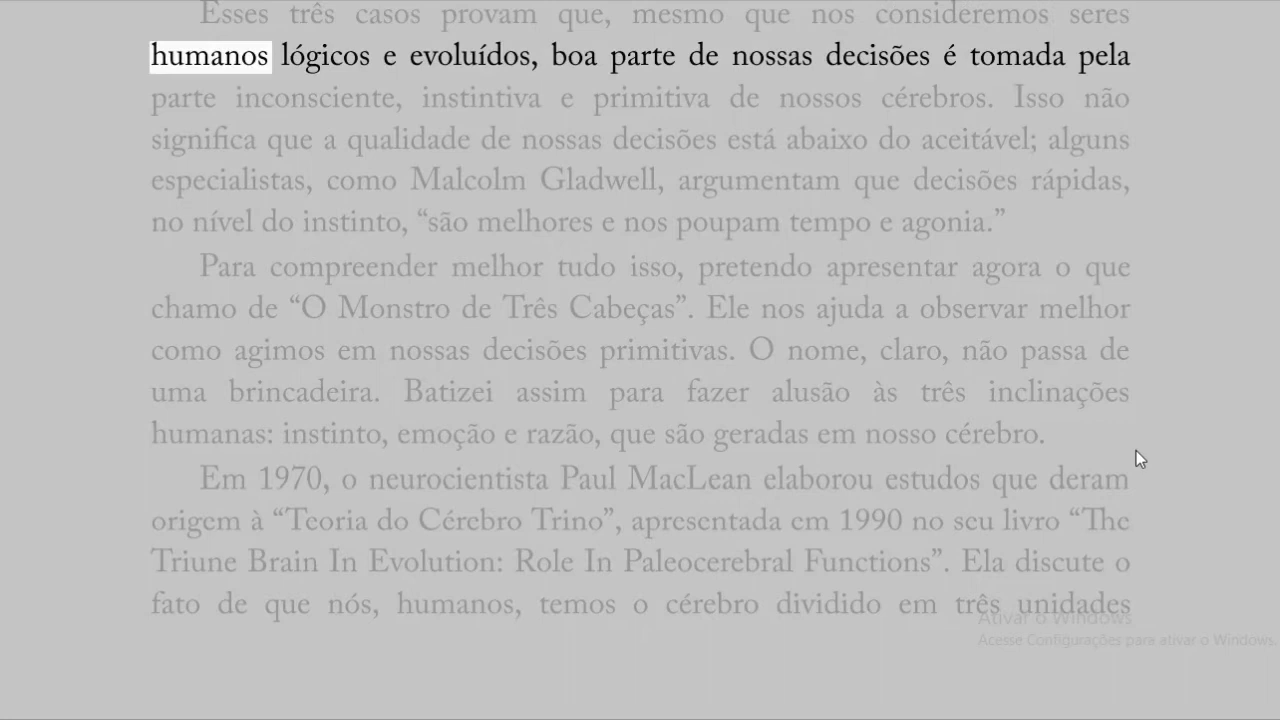 Esses três casos provam que, mesmo que nos consideremos seres
humanos lógicos e evoluídos, boa parte de nossas decisões é tomada pela
parte inconsciente, instintiva e primitiva de nossos cérebros. Isso não
significa que a qualidade de nossas decisões está abaixo do aceitável; alguns
especialistas, como Malcolm Gladwell, argumentam que decisões rápidas,
no nível do instinto, “são melhores e nos poupam tempo e agonia.”
Para compreender melhor tudo isso, pretendo apresentar agora o que
chamo de “O Monstro de Três Cabeças”. Ele nos ajuda a observar melhor
como agimos em nossas decisões primitivas. O nome, claro, não passa de
uma brincadeira. Batizei assim para fazer alusão às três inclinações
humanas: instinto, emoção e razão, que são geradas em nosso cérebro.
Em 1970, o neurocientista Paul MacLean elaborou estudos que deram
origem à “Teoria do Cérebro Trino”, apresentada em 1990 no seu livro “The
Triune Brain In Evolution: Role In Paleocerebral Functions”. Ela discute o
fato de que nós, humanos, temos o cérebro dividido em três unidades
Ativar o Windows
Acesse Configurações para ativar o Windows.